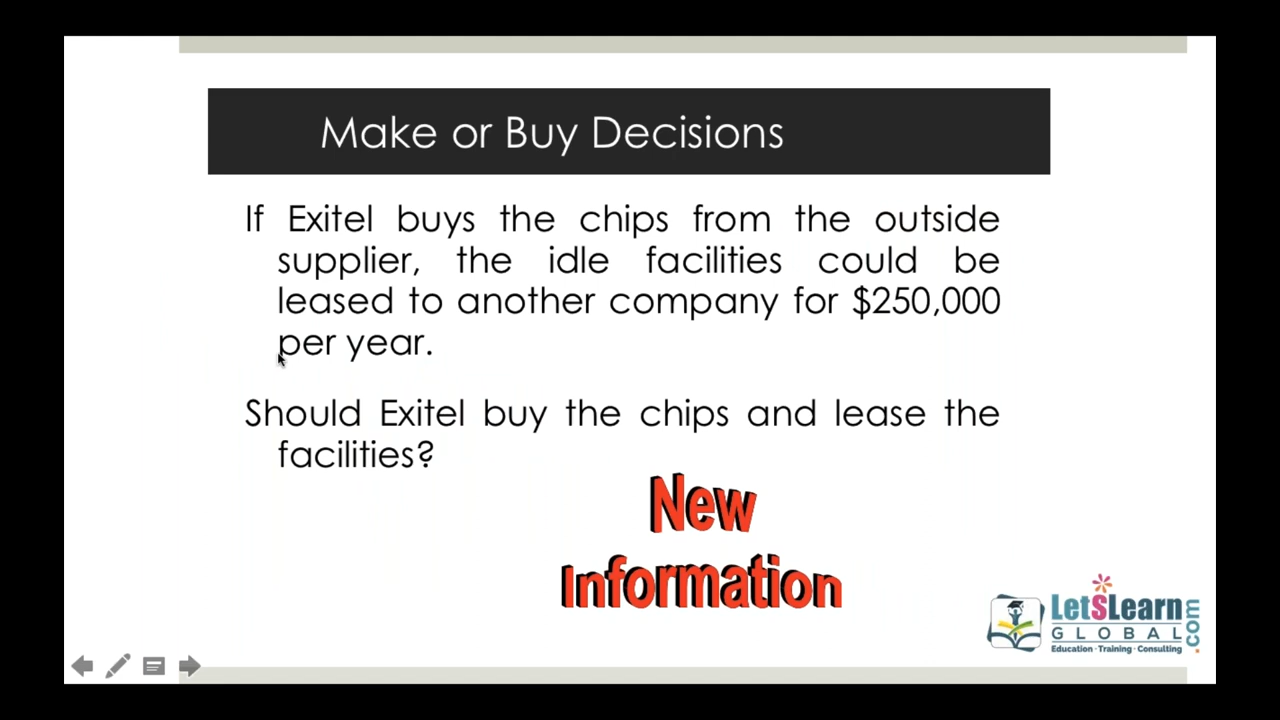 Make or Buy Decisions
If Exitel buys the chips from the outside
supplier, the idle facilities could be
leased to another company for $250,000
per year.
Should Exitel buy the chips and lease the
facilities?
New
Information
LetSLearn
GLOBAL
.com
Education · Training · Consulting